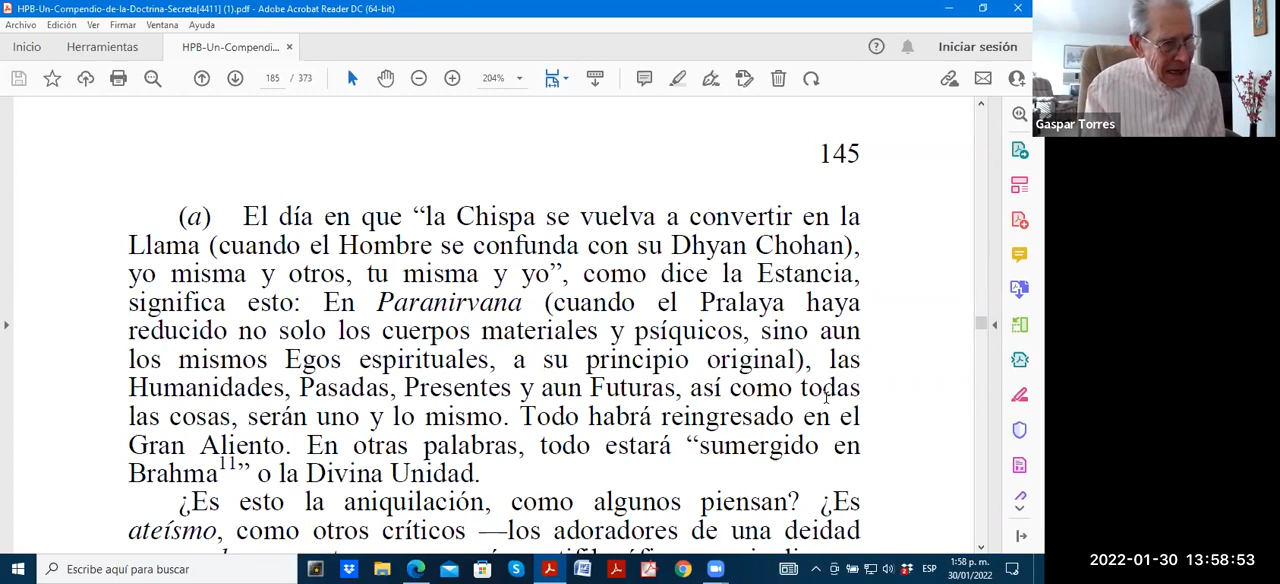 HPB-Un-Compendio-de-la-Doctrina-Secreta[4411] (1).pdf - Adobe Acrobat Reader DC (64-bit)
Archivo Edición Ver Firmar Ventana Ayuda
Inicio Herramientas HPB-Un-Compendi... × Iniciar sesión
185 / 373 204%
Gaspar Torres
145
(a) El día en que “la Chispa se vuelva a convertir en la
Llama (cuando el Hombre se confunda con su Dhyan Chohan),
yo misma y otros, tu misma y yo”, como dice la Estancia,
significa esto: En Paranirvana (cuando el Pralaya haya
reducido no solo los cuerpos materiales y psíquicos, sino aun
los mismos Egos espirituales, a su principio original), las
Humanidades, Pasadas, Presentes y aun Futuras, así como todas
las cosas, serán uno y lo mismo. Todo habrá reingresado en el
Gran Aliento. En otras palabras, todo estará “sumergido en
Brahma11” o la Divina Unidad.
¿Es esto la aniquilación, como algunos piensan? ¿Es
ateísmo, como otros críticos —los adoradores de una deidad
Escribe aquí para buscar
ESP
1:58 p. m.
30/01/2022
2022-01-30 13:58:53